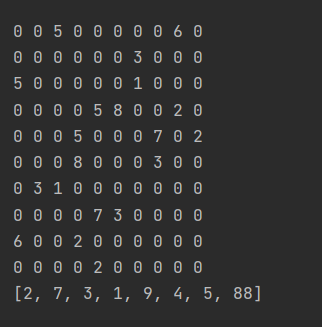 0 0 5 0 0 0 0 0 6 0
0 0 0 0 0 0 3 0 0 0
5 0 0 0 0 0 1 0 0 0
0 0 0 0 5 8 0 0 2 0
0 0 0 5 0 0 0 7 0 2
0 0 0 8 0 0 0 3 0 0
0 3 1 0 0 0 0 0 0 0
0 0 0 0 7 3 0 0 0 0
6 0 0 2 0 0 0 0 0 0
0 0 0 0 2 0 0 0 0 0
[2, 7, 3, 1, 9, 4, 5, 88]